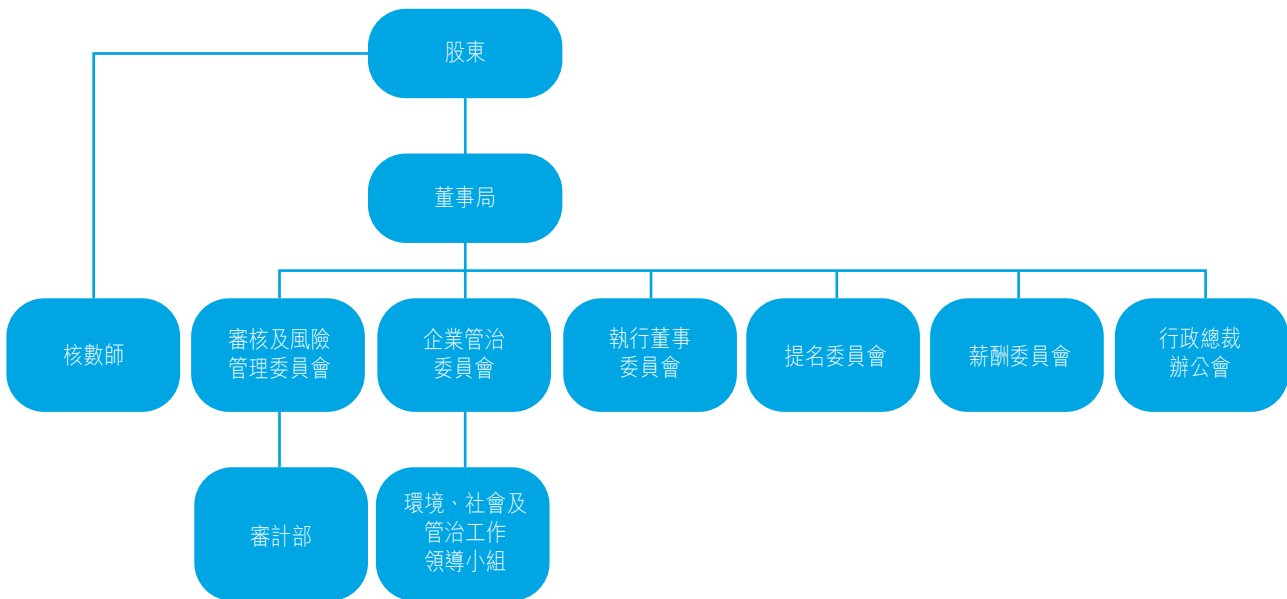 股東
董事局
核數師
審核及風險
管理委員會
企業管治
委員會
執行董事
委員會
提名委員會
薪酬委員會
行政總裁
辦公會
審計部
環境、社會及
管治工作
領導小組